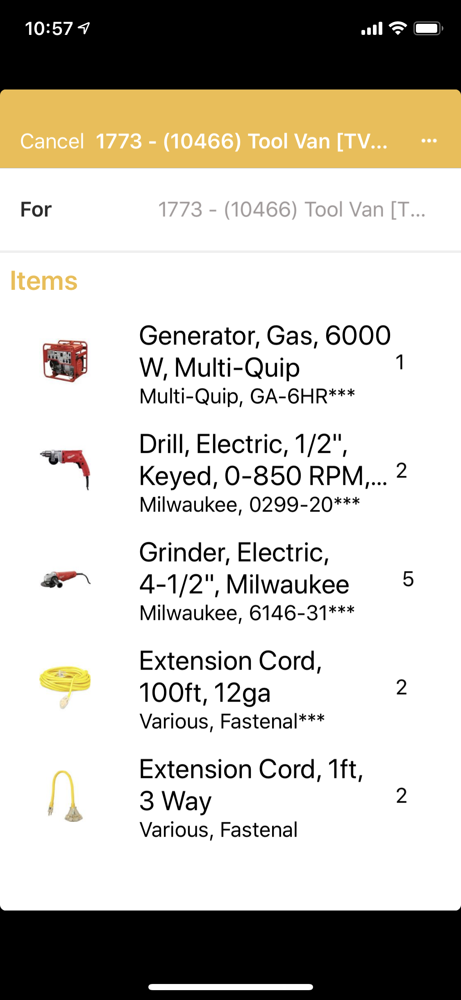 10:57
Cancel 1773 - (10466) Tool Van [TV... ...
For 1773 - (10466) Tool Van [T...
Items
Generator, Gas, 6000
W, Multi-Quip
1
Multi-Quip, GA-6HR***
Drill, Electric, 1/2",
Keyed, 0-850 RPM,...
2
Milwaukee, 0299-20***
Grinder, Electric,
4-1/2", Milwaukee
5
Milwaukee, 6146-31***
Extension Cord,
100ft, 12ga
2
Various, Fastenal***
Extension Cord, 1ft,
3 Way
2
Various, Fastenal